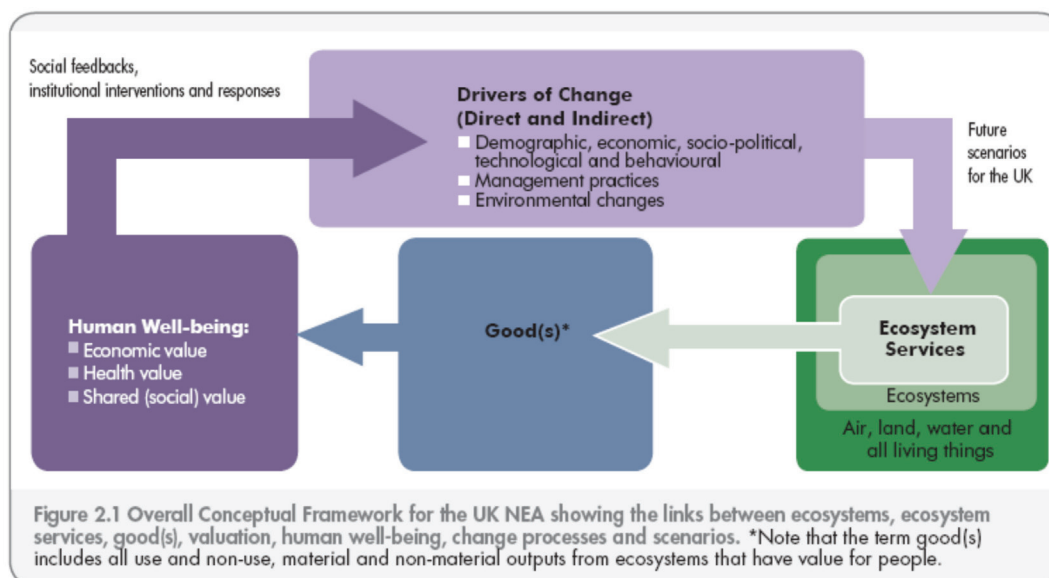 Social feedbacks,
institutional interventions and responses
Drivers of Change
(Direct and Indirect)
Demographic, economic, socio-political,
technological and behavioural
Management practices
Environmental changes
Future
scenarios
for the UK
Human Well-being:
Economic value
Health value
Shared (social) value
Good(s)*
Ecosystem
Services
Ecosystems
Air, land, water and
all living things
Figure 2.1 Overall Conceptual Framework for the UK NEA showing the links between ecosystems, ecosystem
services, good(s), valuation, human well-being, change processes and scenarios. *Note that the term good(s)
includes all use and non-use, material and non-material outputs from ecosystems that have value for people.